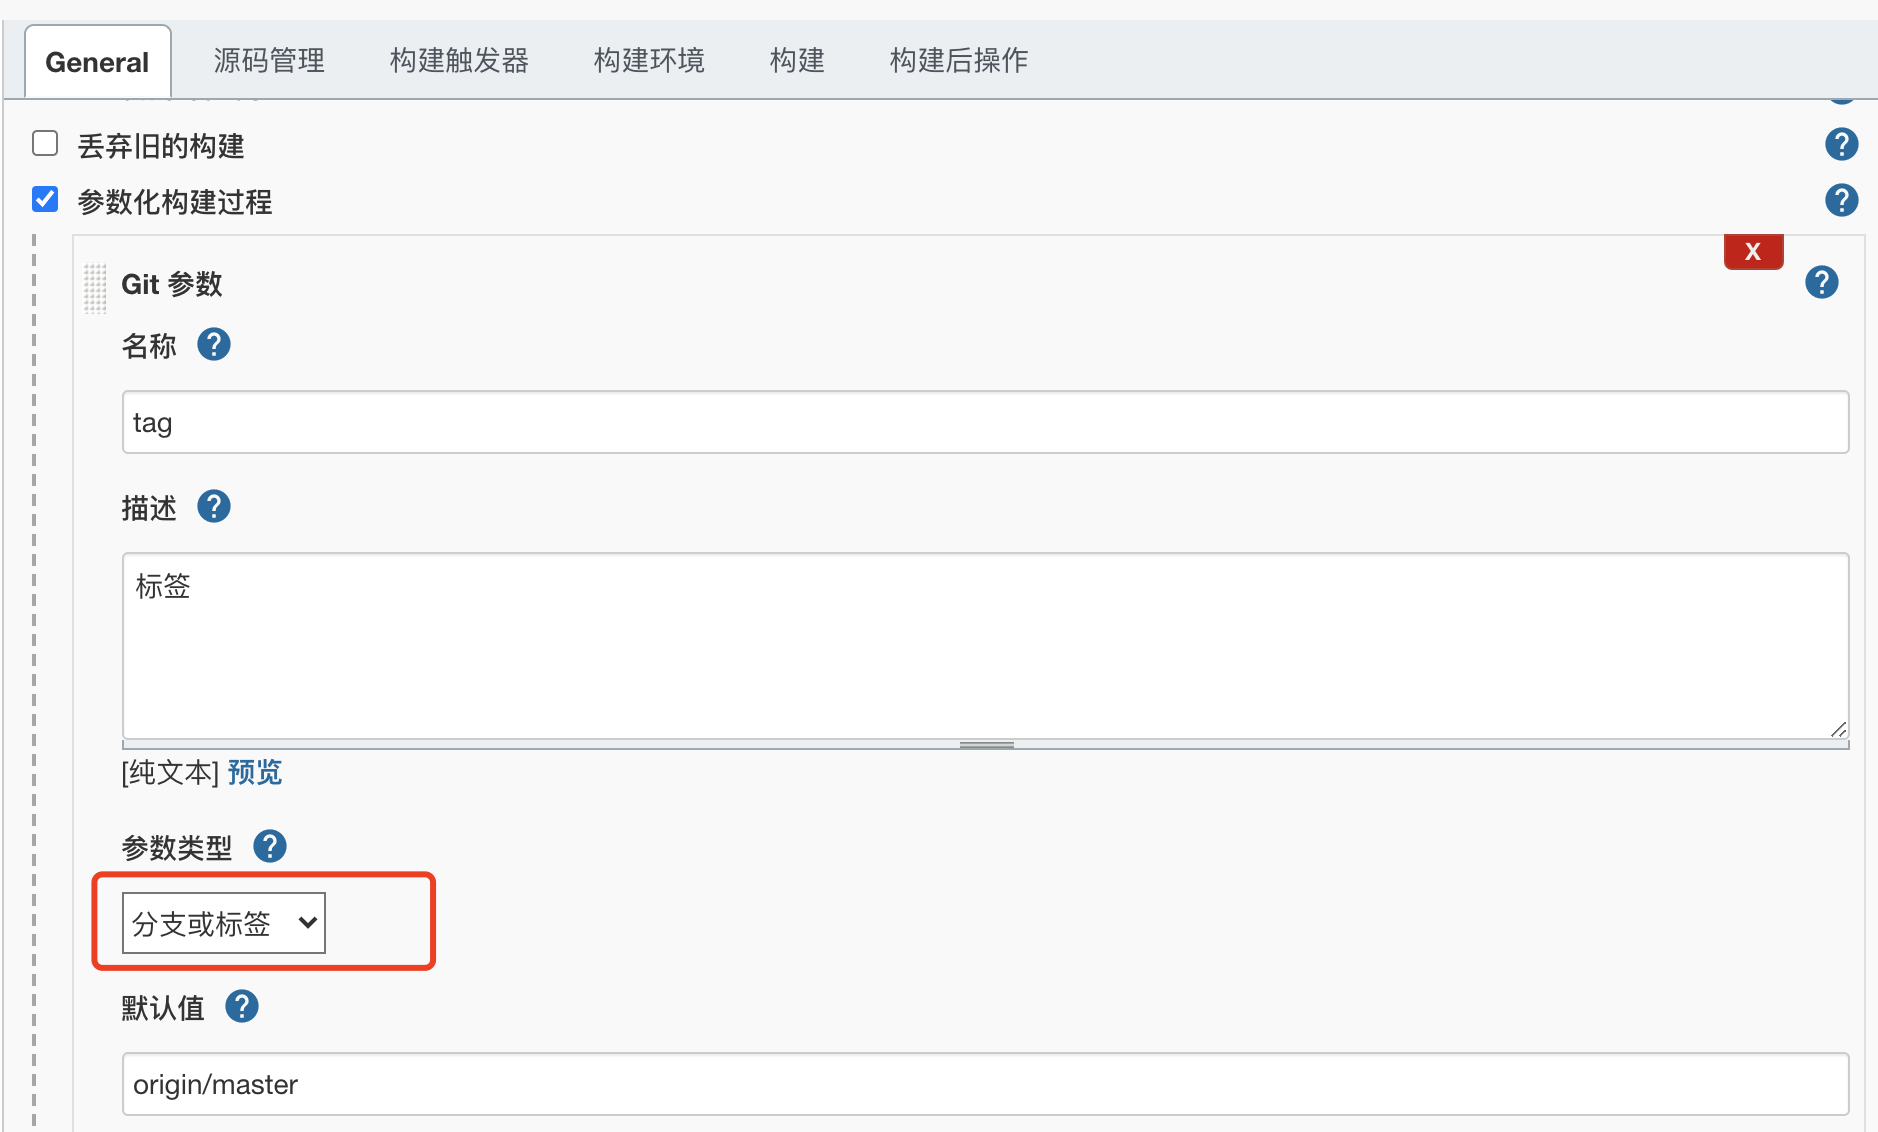 General 源码管理 构建触发器 构建环境 构建 构建后操作
丢弃旧的构建 ?
参数化构建过程 ?
X
Git 参数 ?
名称 ?
tag
描述 ?
标签
[纯文本] 预览
参数类型 ?
分支或标签
默认值 ?
origin/master